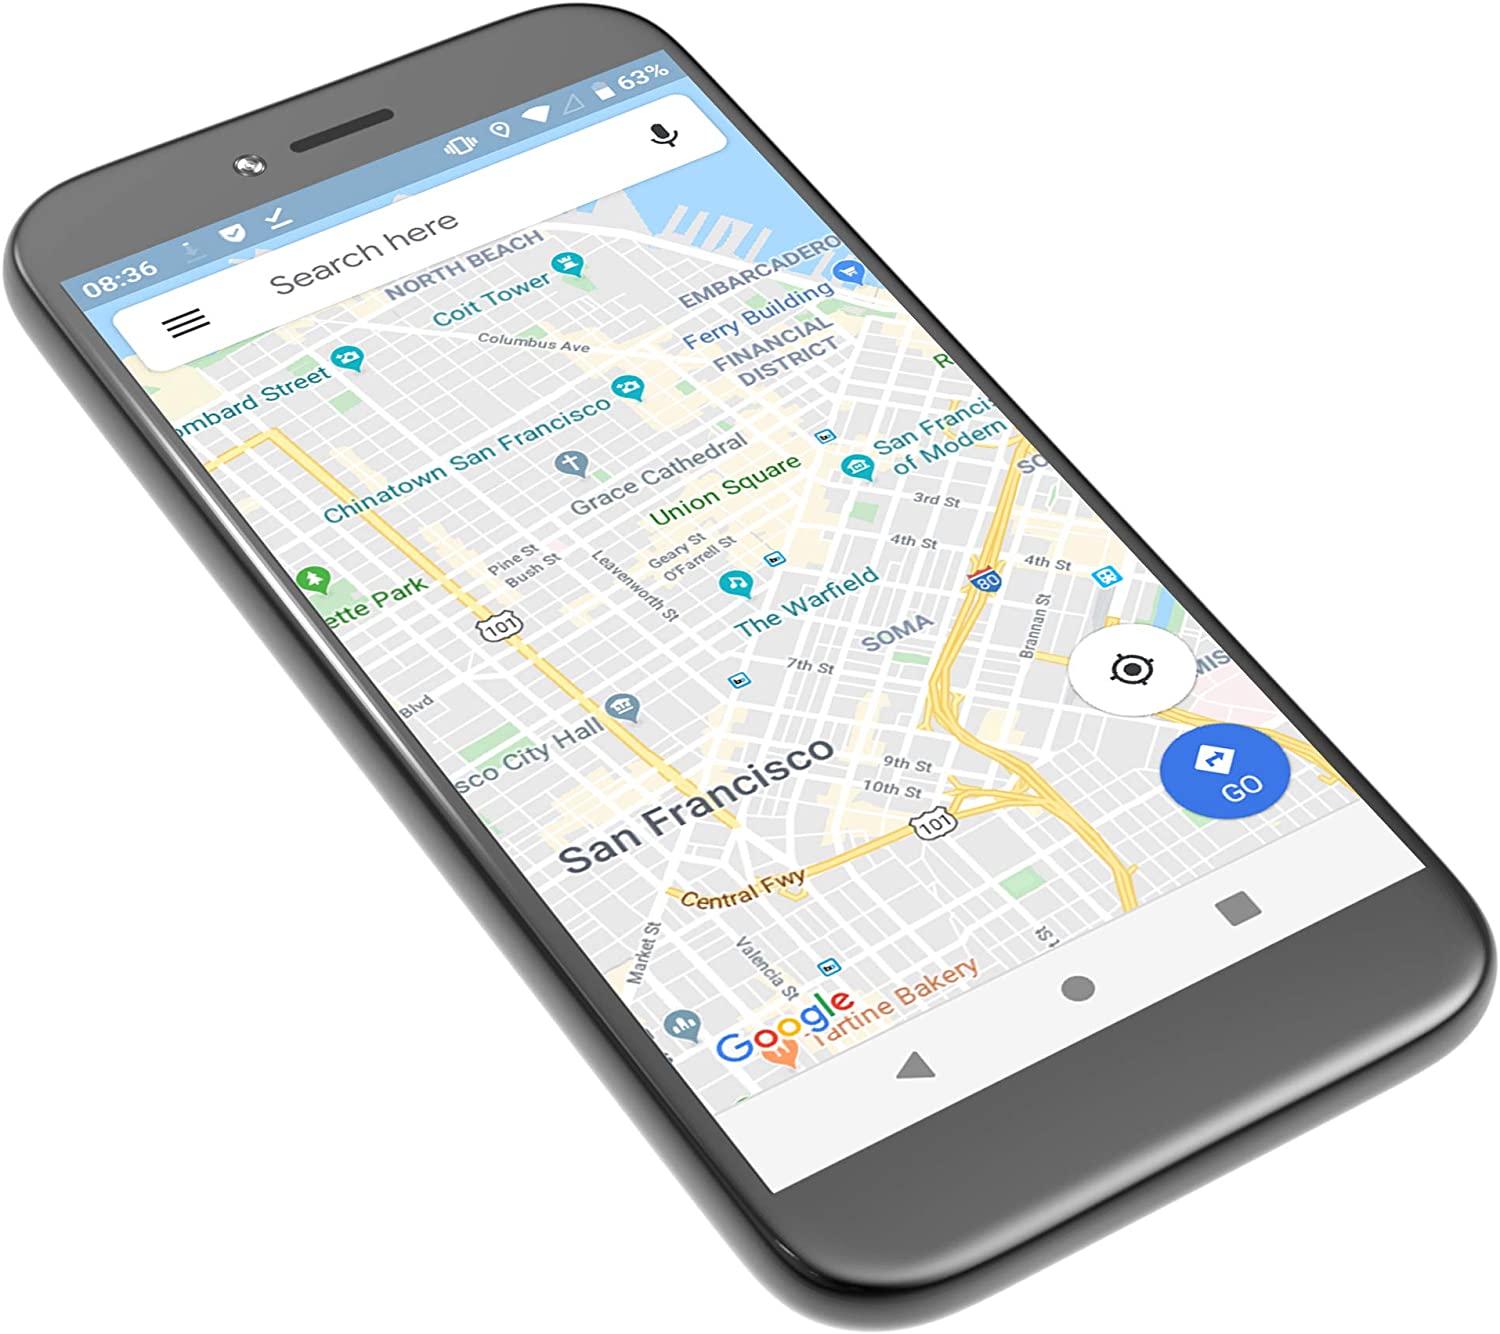 08:36
63%
Search here
NORTH BEACH
Coit Tower
EMBARCADERO
Ferry Building
Columbus Ave
FINANCIAL
DISTRICT
ombard Street
R
Chinatown San Francisco
San Francis
of Modern
Grace Cathedral
SO
Union Square
3rd St
4th St
4th St
Pine St
Bush St
Geary St
O'Farrell St
Leavenworth St
80
ette Park
The Warfield
Brannan St
101
SOMA
7th St
MIS
Blvd
sco City Hall
San Francisco
9th St
10th St
GO
101
Central Fwy
Market St
Valencia St
St
Google
Tartine Bakery